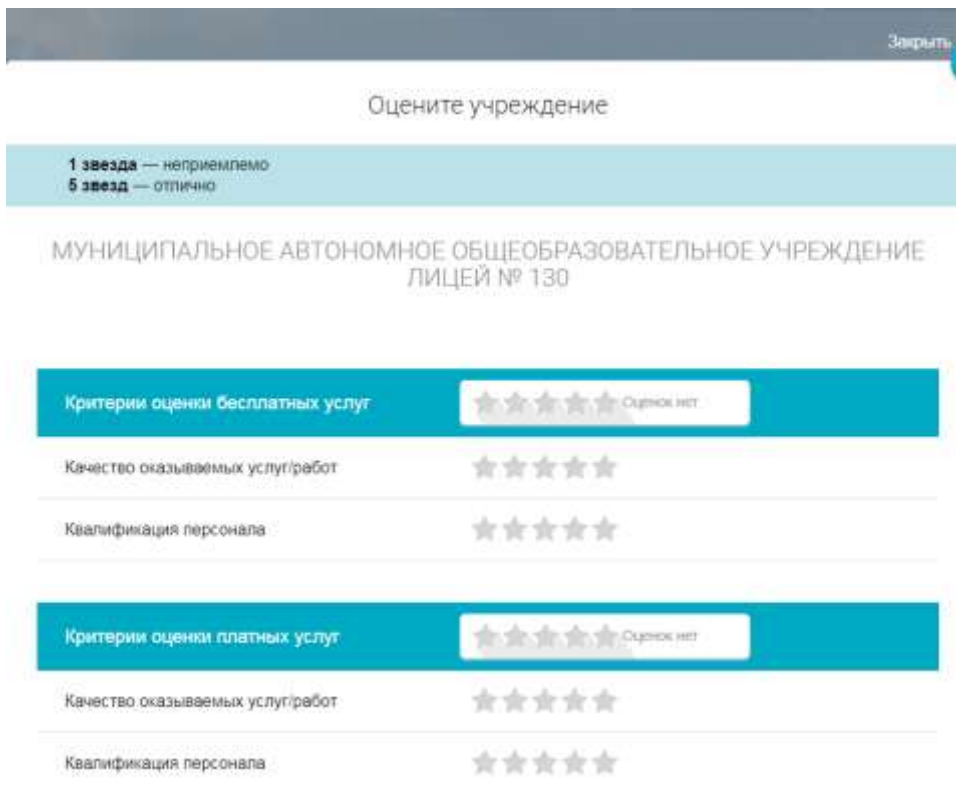 Закрыть
Оцените учреждение
1 звезда — неприемлемо
5 звезд — отлично
МУНИЦИПАЛЬНОЕ АВТОНОМНОЕ ОБЩЕОБРАЗОВАТЕЛЬНОЕ УЧРЕЖДЕНИЕ
ЛИЦЕЙ № 130
Критерии оценки бесплатных услуг Оценок нет
Качество оказываемых услуг/работ
Квалификация персонала
Критерии оценки платных услуг Оценок нет
Качество оказываемых услуг/работ
Квалификация персонала